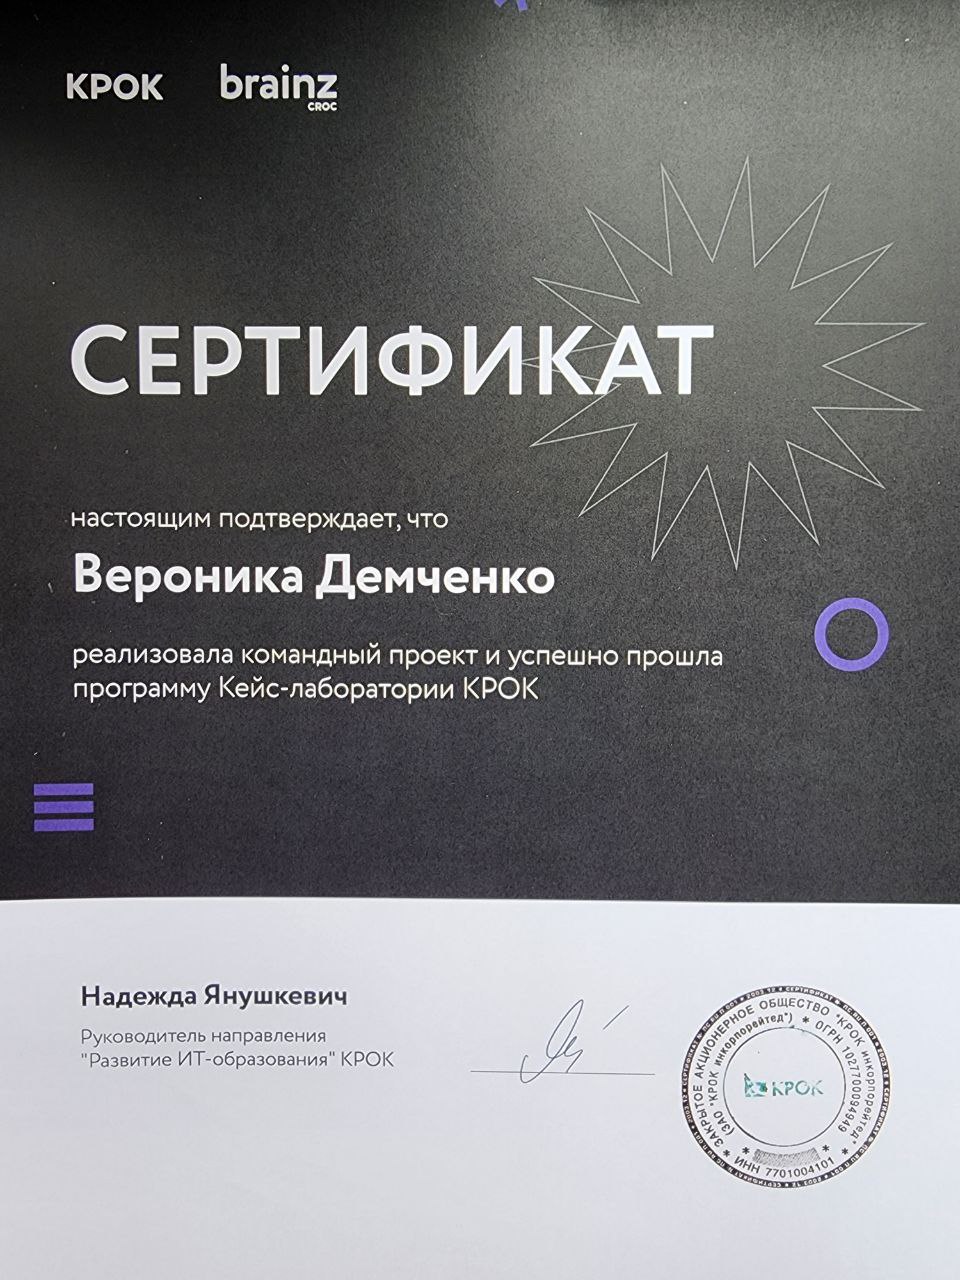 КРОК
brainz
CROC
СЕРТИФИКАТ
настоящим подтверждает, что
Вероника Демченко
реализовала командный проект и успешно прошла
программу Кейс-лаборатории КРОК
Надежда Янушкевич
Руководитель направления
"Развитие ИТ-образования" КРОК
ЗАКРЫТОЕ АКЦИОНЕРНОЕ ОБЩЕСТВО "КРОК инкорпорейтед"
(ЗАО "КРОК инкорпорейтед")
ОГРН 1027700094949
КРОК
ИНН 7701004101